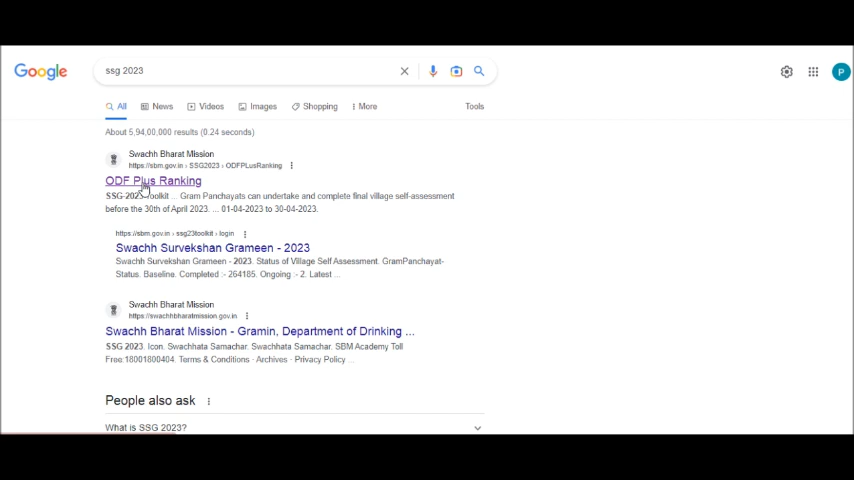 Google
ssg 2023
P
All News Videos Images Shopping More Tools
About 5,94,00,000 results (0.24 seconds)
Swachh Bharat Mission
https://sbm.gov.in › SSG2023 › ODFPLusRanking
ODF Plus Ranking
SSG 2023 Toolkit ... Gram Panchayats can undertake and complete final village self-assessment
before the 30th of April 2023. ... 01-04-2023 to 30-04-2023.
https://sbm.gov.in › ssg23toolkit › login
Swachh Survekshan Grameen - 2023
Swachh Survekshan Grameen - 2023. Status of Village Self Assessment. GramPanchayat-
Status. Baseline. Completed :- 264185. Ongoing :- 2. Latest ...
Swachh Bharat Mission
https://swachhbharatmission.gov.in
Swachh Bharat Mission - Gramin, Department of Drinking ...
SSG 2023. Icon. Swachhata Samachar. Swachhata Samachar. SBM Academy Toll
Free:18001800404. Terms & Conditions · Archives · Privacy Policy ...
People also ask
What is SSG 2023?